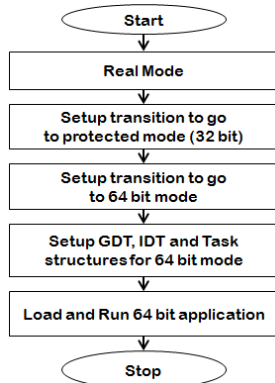 Start
Real Mode
Setup transition to go
to protected mode (32 bit)
Setup transition to go
to 64 bit mode
Setup GDT, IDT and Task
structures for 64 bit mode
Load and Run 64 bit application
Stop